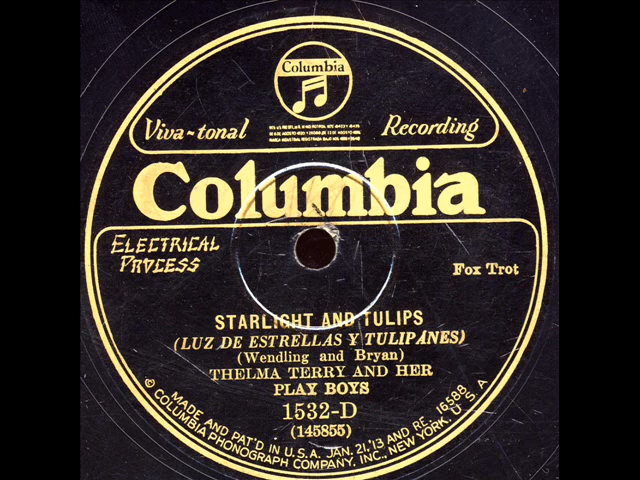 Columbia
Viva-tonal Recording
Columbia
ELECTRICAL
PROCESS
Fox Trot
STARLIGHT AND TULIPS
(LUZ DE ESTRELLAS Y TULIPANES)
(Wendling and Bryan)
THELMA TERRY AND HER
PLAY BOYS
1532-D
(145855)
MADE AND PAT'D IN U.S.A. JAN. 21,'13 AND RE. 16588
© COLUMBIA PHONOGRAPH COMPANY, INC., NEW YORK, U.S.A